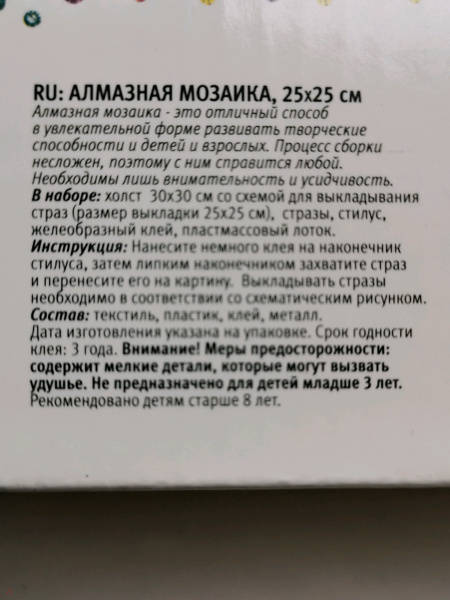 RU: АЛМАЗНАЯ МОЗАИКА, 25х25 см
Алмазная мозаика - это отличный способ
в увлекательной форме развивать творческие
способности и детей и взрослых. Процесс сборки
несложен, поэтому с ним справится любой.
Необходимы лишь внимательность и усидчивость.
В наборе: холст 30х30 см со схемой для выкладывания
страз (размер выкладки 25х25 см), стразы, стилус,
желеобразный клей, пластмассовый лоток.
Инструкция: Нанесите немного клея на наконечник
стилуса, затем липким наконечником захватите страз
и перенесите его на картину. Выкладывать стразы
необходимо в соответствии со схематическим рисунком.
Состав: текстиль, пластик, клей, металл.
Дата изготовления указана на упаковке. Срок годности
клея: 3 года. Внимание! Меры предосторожности:
содержит мелкие детали, которые могут вызвать
удушье. Не предназначено для детей младше 3 лет.
Рекомендовано детям старше 8 лет.